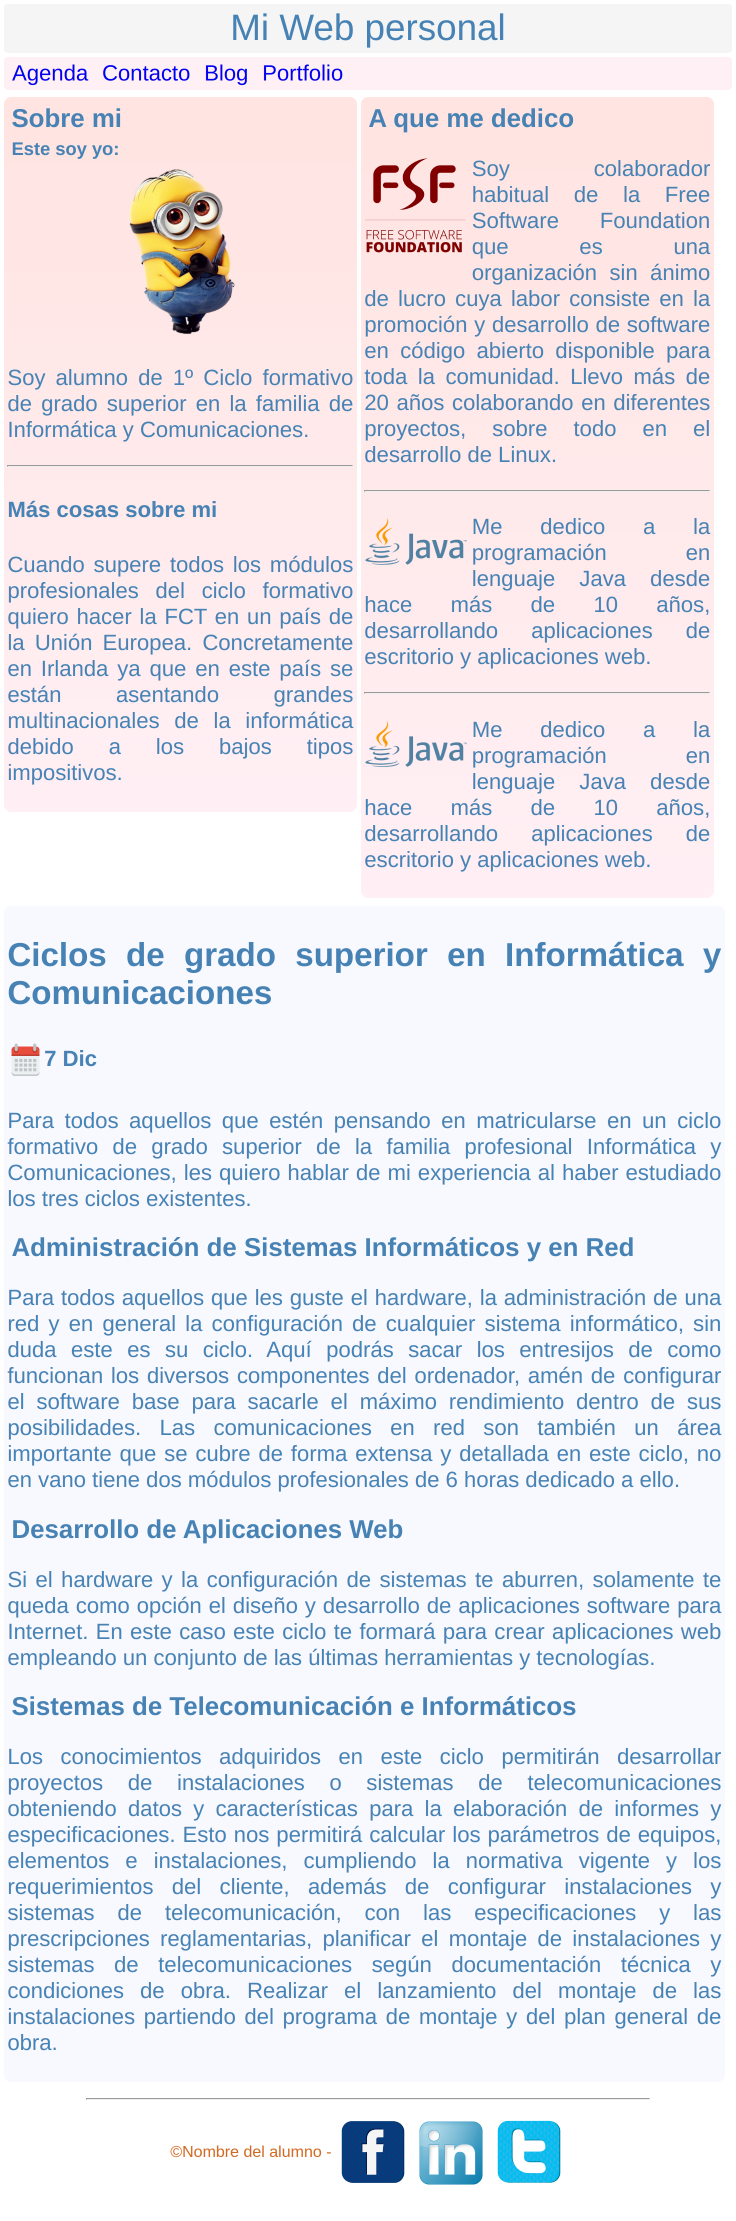 Mi Web personal
Agenda Contacto Blog Portfolio
Sobre mi
Este soy yo:
Soy alumno de 1º Ciclo formativo
de grado superior en la familia de
Informática y Comunicaciones.
Más cosas sobre mi
Cuando supere todos los módulos
profesionales del ciclo formativo
quiero hacer la FCT en un país de
la Unión Europea. Concretamente
en Irlanda ya que en este país se
están asentando grandes
multinacionales de la informática
debido a los bajos tipos
impositivos.
A que me dedico
FSF
FREE SOFTWARE
FOUNDATION
Soy colaborador
habitual de la Free
Software Foundation
que es una
organización sin ánimo
de lucro cuya labor consiste en la
promoción y desarrollo de software
en código abierto disponible para
toda la comunidad. Llevo más de
20 años colaborando en diferentes
proyectos, sobre todo en el
desarrollo de Linux.
Java
Me dedico a la
programación en
lenguaje Java desde
hace más de 10 años,
desarrollando aplicaciones de
escritorio y aplicaciones web.
Java
Me dedico a la
programación en
lenguaje Java desde
hace más de 10 años,
desarrollando aplicaciones de
escritorio y aplicaciones web.
Ciclos de grado superior en Informática y
Comunicaciones
7 Dic
Para todos aquellos que estén pensando en matricularse en un ciclo
formativo de grado superior de la familia profesional Informática y
Comunicaciones, les quiero hablar de mi experiencia al haber estudiado
los tres ciclos existentes.
Administración de Sistemas Informáticos y en Red
Para todos aquellos que les guste el hardware, la administración de una
red y en general la configuración de cualquier sistema informático, sin
duda este es su ciclo. Aquí podrás sacar los entresijos de como
funcionan los diversos componentes del ordenador, amén de configurar
el software base para sacarle el máximo rendimiento dentro de sus
posibilidades. Las comunicaciones en red son también un área
importante que se cubre de forma extensa y detallada en este ciclo, no
en vano tiene dos módulos profesionales de 6 horas dedicado a ello.
Desarrollo de Aplicaciones Web
Si el hardware y la configuración de sistemas te aburren, solamente te
queda como opción el diseño y desarrollo de aplicaciones software para
Internet. En este caso este ciclo te formará para crear aplicaciones web
empleando un conjunto de las últimas herramientas y tecnologías.
Sistemas de Telecomunicación e Informáticos
Los conocimientos adquiridos en este ciclo permitirán desarrollar
proyectos de instalaciones o sistemas de telecomunicaciones
obteniendo datos y características para la elaboración de informes y
especificaciones. Esto nos permitirá calcular los parámetros de equipos,
elementos e instalaciones, cumpliendo la normativa vigente y los
requerimientos del cliente, además de configurar instalaciones y
sistemas de telecomunicación, con las especificaciones y las
prescripciones reglamentarias, planificar el montaje de instalaciones y
sistemas de telecomunicaciones según documentación técnica y
condiciones de obra. Realizar el lanzamiento del montaje de las
instalaciones partiendo del programa de montaje y del plan general de
obra.
©Nombre del alumno - f in t